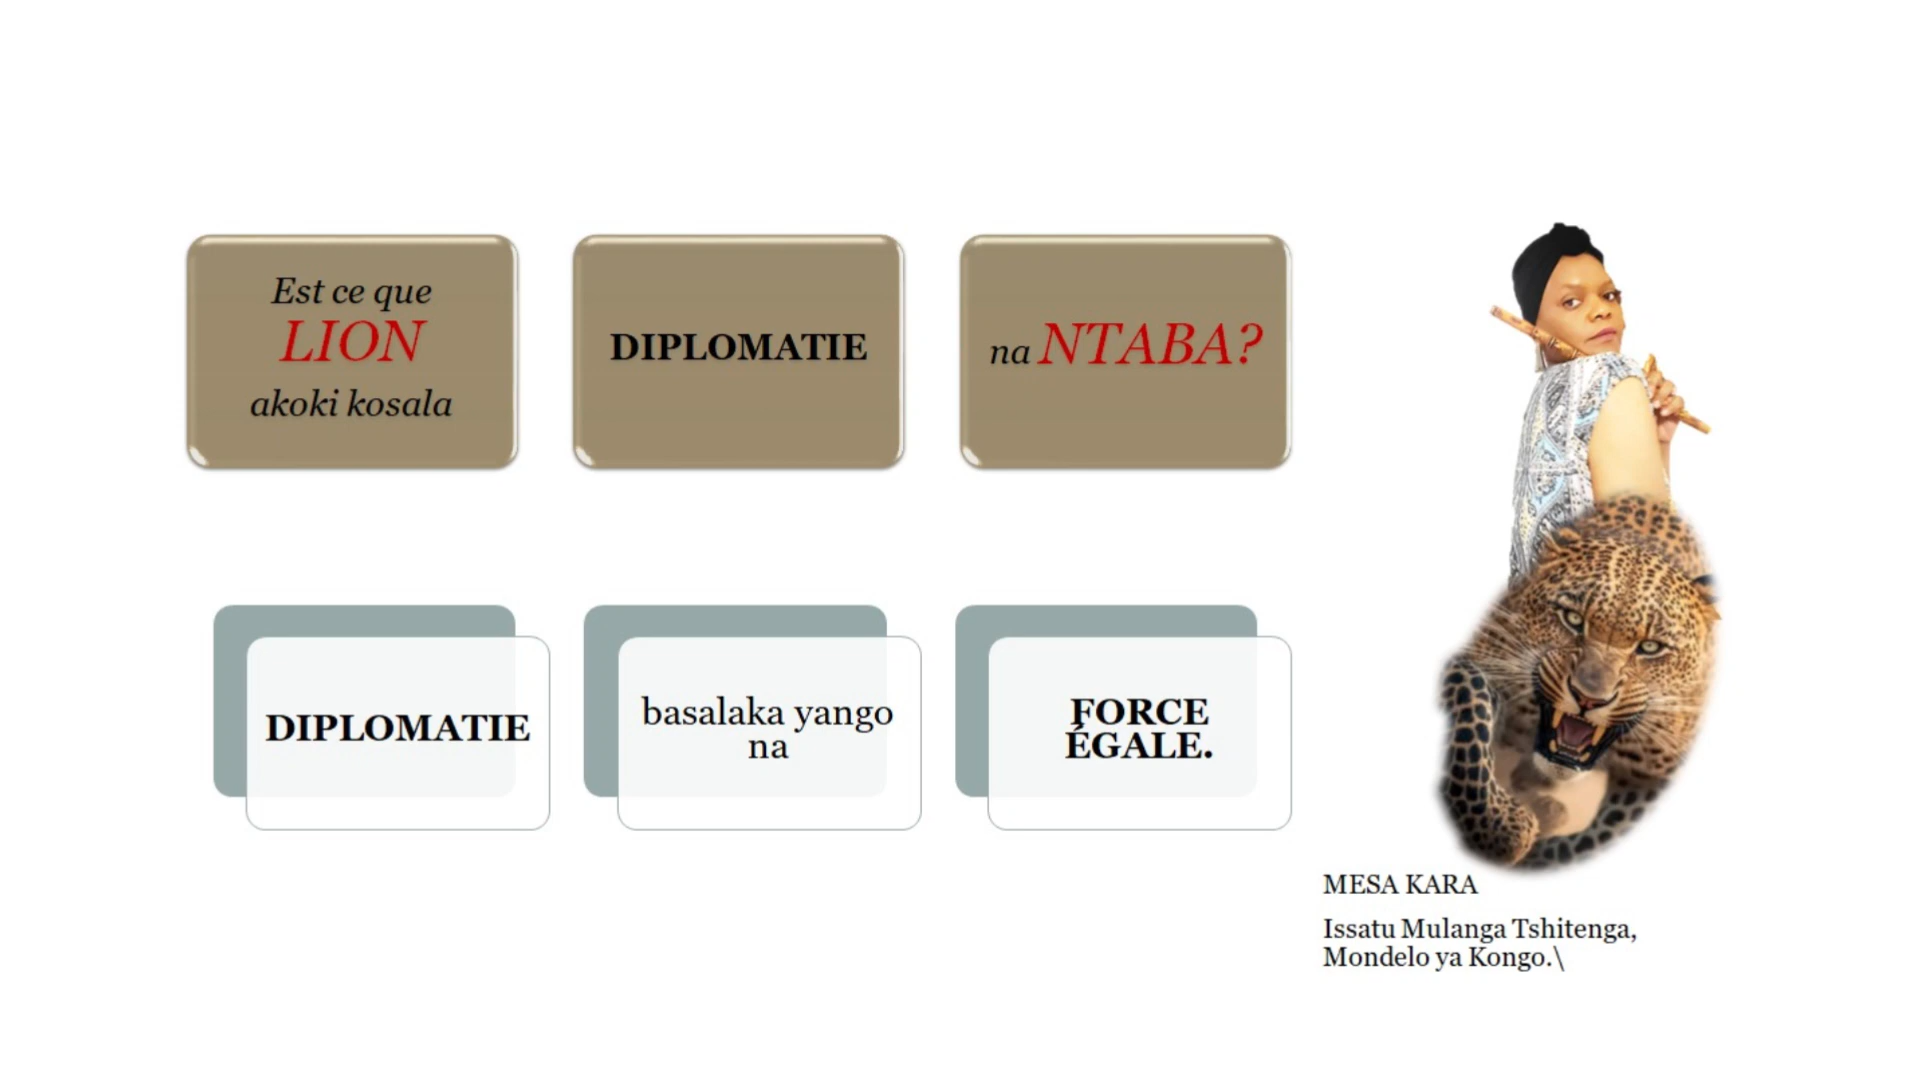 Est ce que
LION
akoki kosala
DIPLOMATIE
na NTABA?
DIPLOMATIE
basalaka yango
na
FORCE
ÉGALE.
MESA KARA
Issatu Mulanga Tshitenga,
Mondelo ya Kongo.\